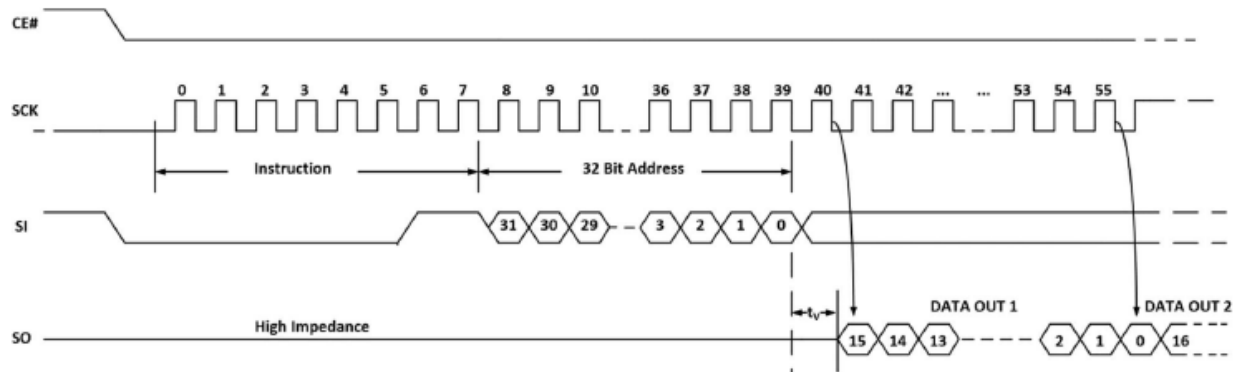 CE#
0 1 2 3 4 5 6 7 8 9 10 36 37 38 39 40 41 42 ... ... 53 54 55
SCK
Instruction 32 Bit Address
SI 31 30 29 3 2 1 0
DATA OUT 1 DATA OUT 2
tv
High Impedance
SO 15 14 13 2 1 0 16